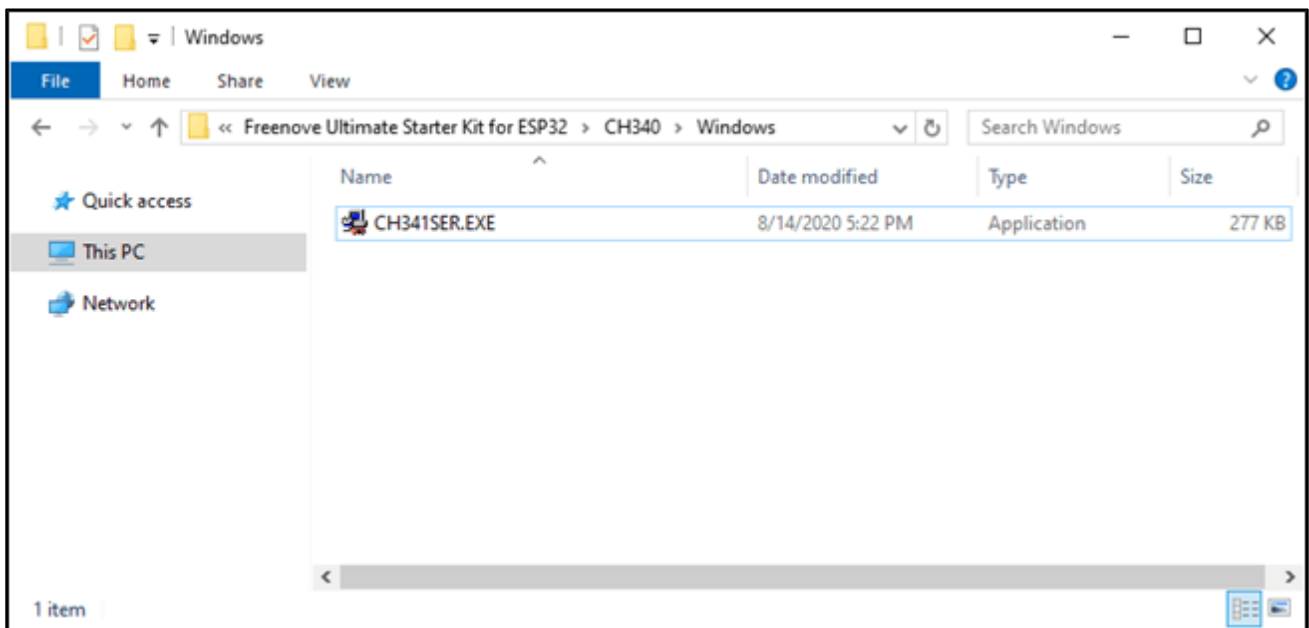 Windows
File Home Share View
« Freenove Ultimate Starter Kit for ESP32 > CH340 > Windows Search Windows
Name Date modified Type Size
Quick access
CH341SER.EXE 8/14/2020 5:22 PM Application 277 KB
This PC
Network
1 item